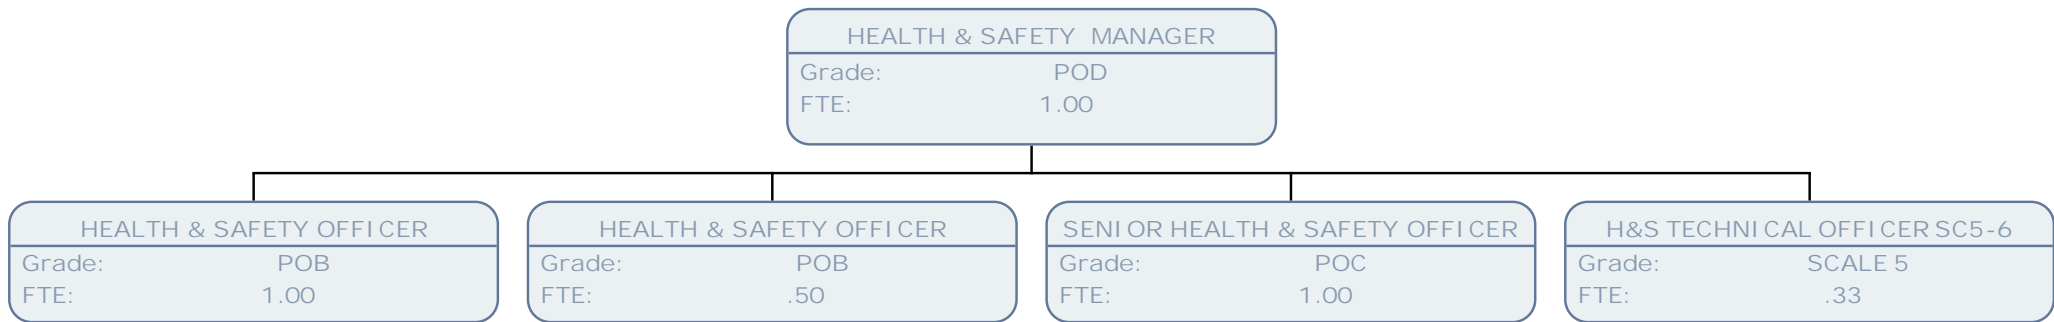 HEALTH & SAFETY MANAGER
Grade: POD
FTE: 1.00
HEALTH & SAFETY OFFICER
Grade: POB
FTE: 1.00
HEALTH & SAFETY OFFICER
Grade: POB
FTE: .50
SENIOR HEALTH & SAFETY OFFICER
Grade: POC
FTE: 1.00
H&S TECHNICAL OFFICER SC5-6
Grade: SCALE 5
FTE: .33